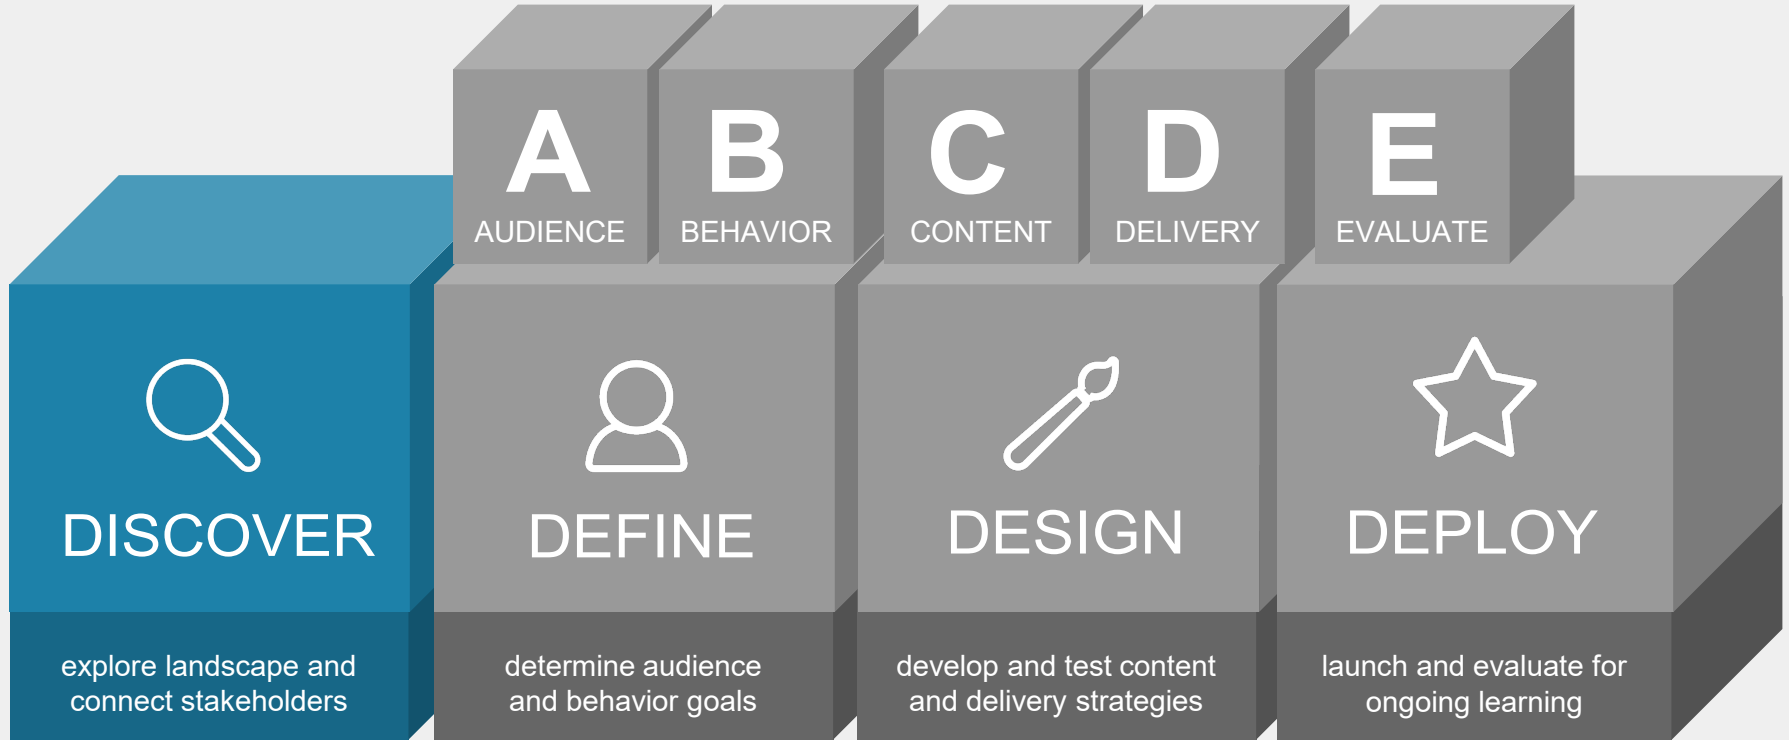 A
B
C
D
E
AUDIENCE
BEHAVIOR
CONTENT
DELIVERY
EVALUATE
DISCOVER
DEFINE
DESIGN
DEPLOY
explore landscape and
connect stakeholders
determine audience
and behavior goals
develop and test content
and delivery strategies
launch and evaluate for
ongoing learning